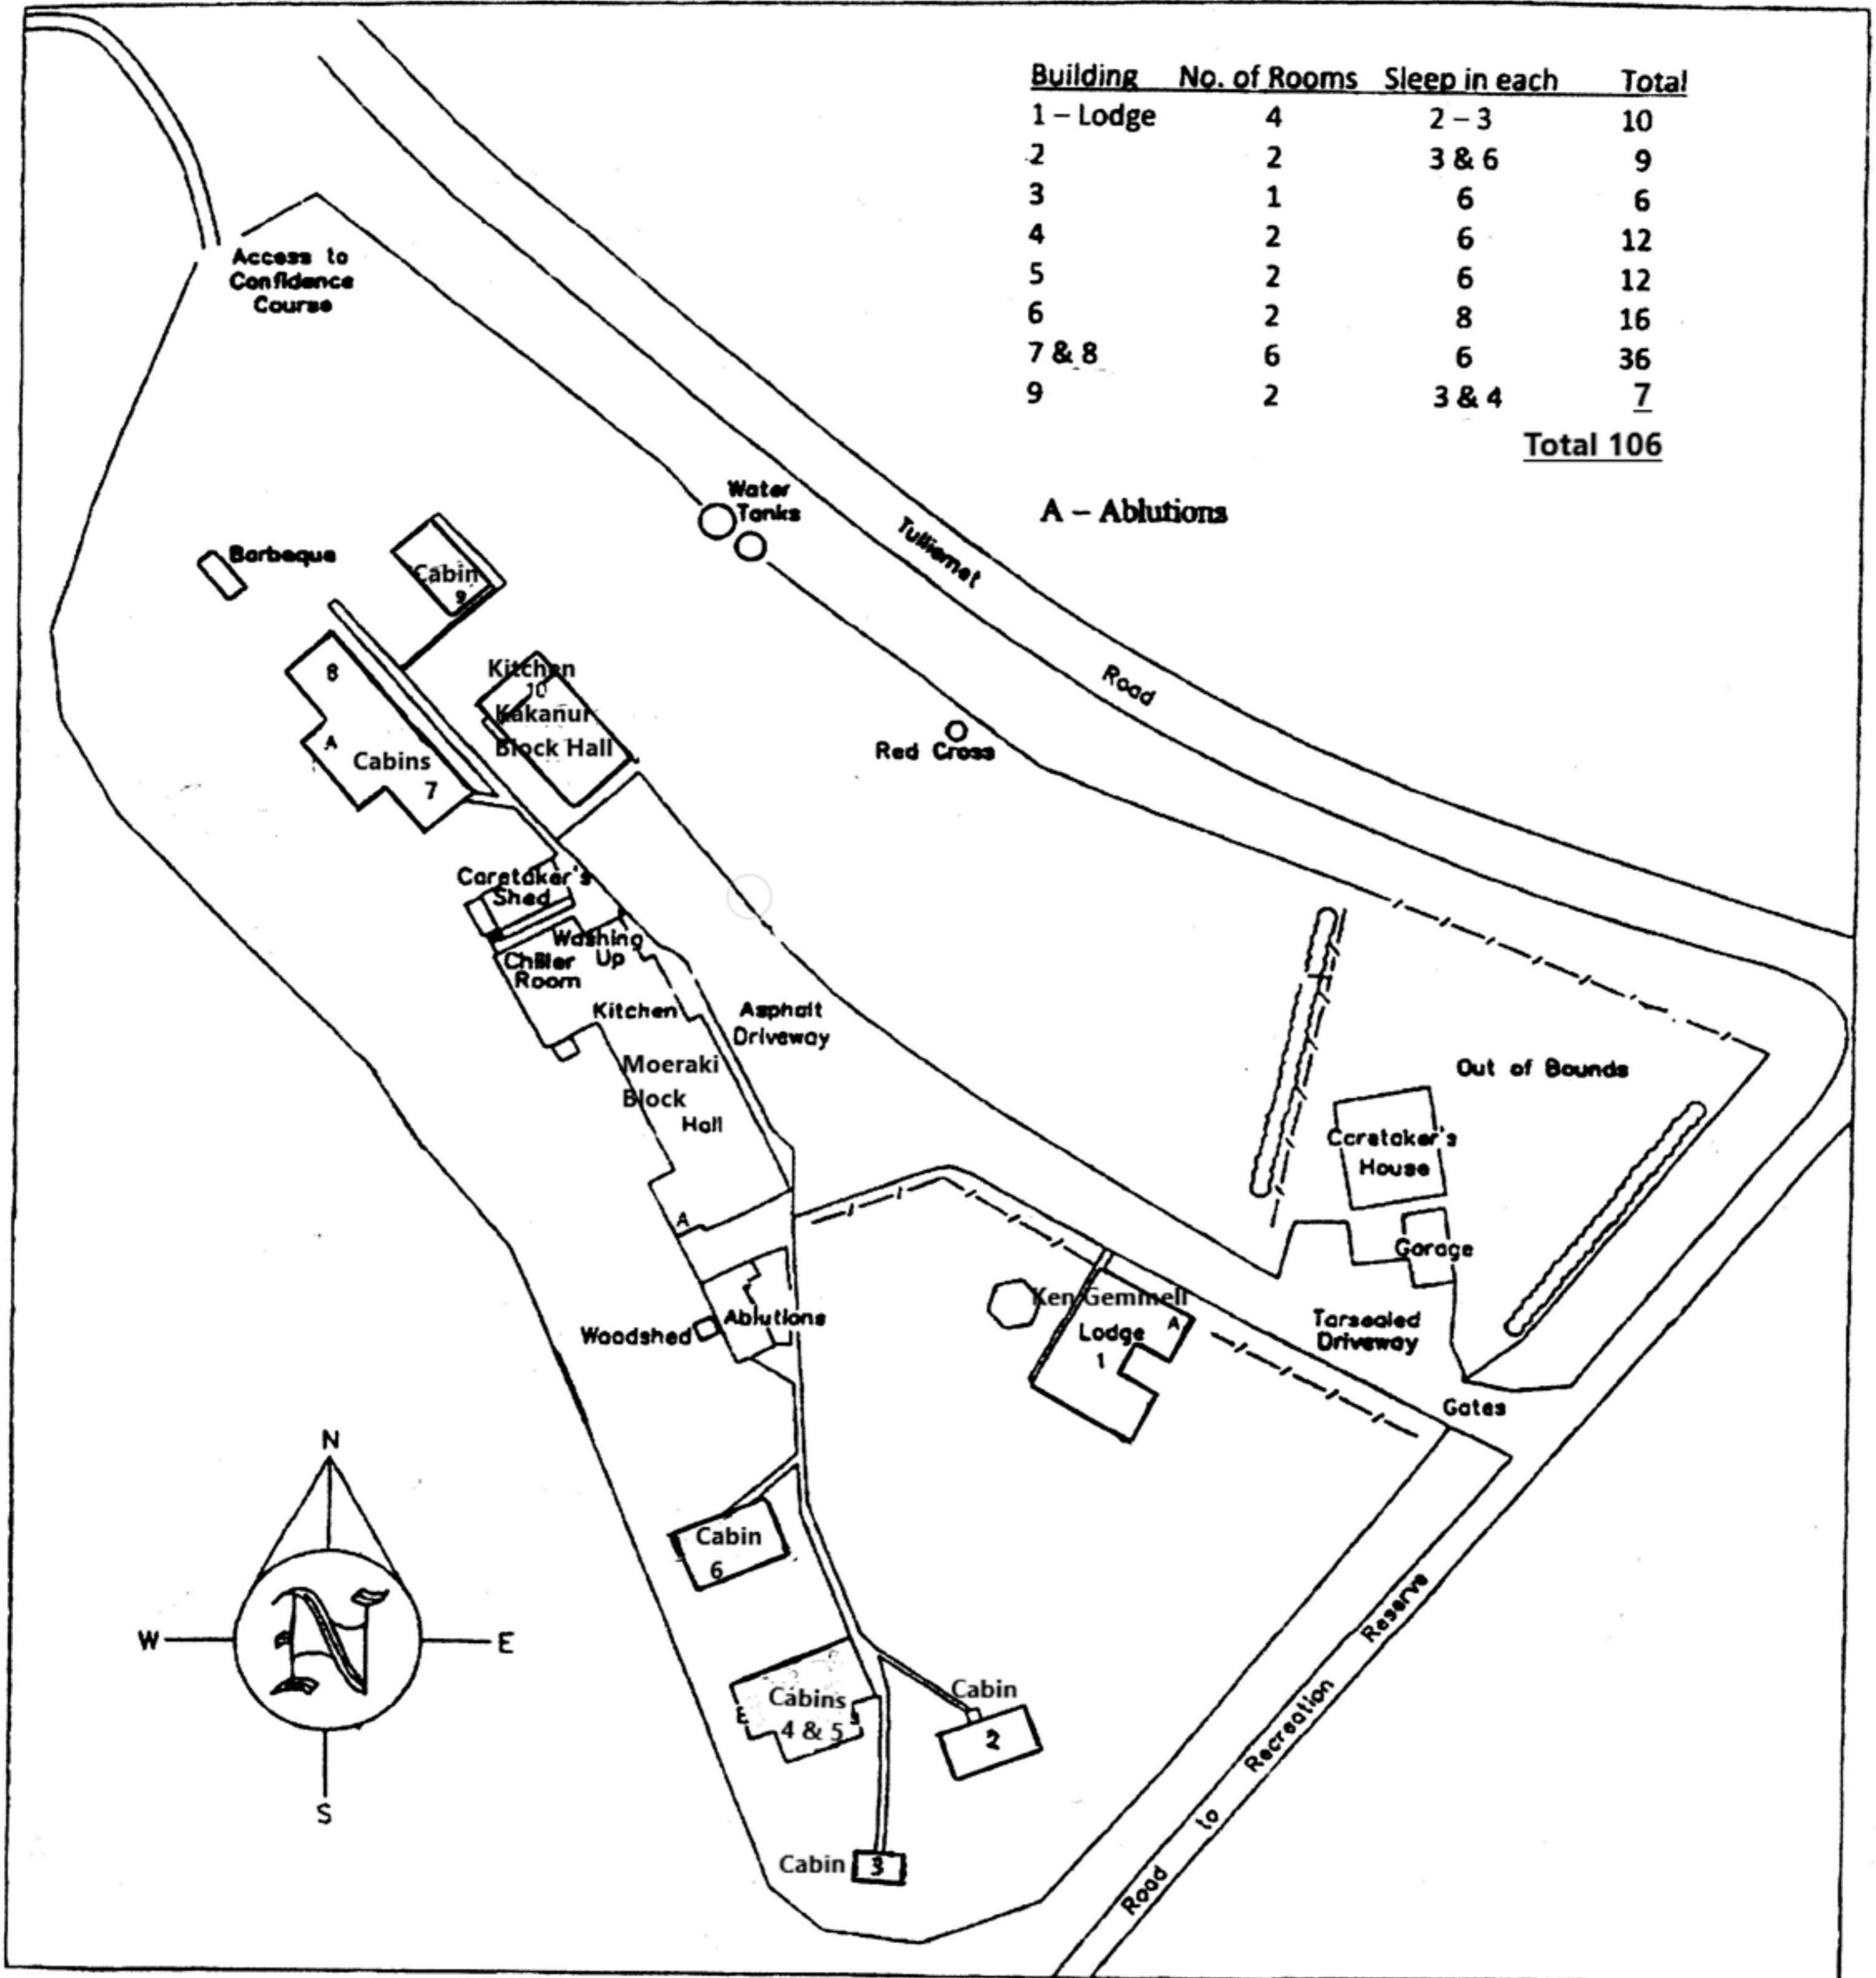 Building No. of Rooms Sleep in each Total
1 – Lodge 4 2 – 3 10
2 2 3 & 6 9
3 1 6 6
4 2 6 12
5 2 6 12
6 2 8 16
7 & 8 6 6 36
9 2 3 & 4 7
Total 106
A – Ablutions
Access to
Confidence
Course
Water
Tanks
Tulliemet
Road
Barbeque
Cabin
9
8
A
Cabins
7
Kitchen
10
Kakanur
Block Hall
Red Cross
Caretaker's
Shed
Washing
Up
Chiller
Room
Kitchen
Asphalt
Driveway
Moeraki
Block
Hall
A
Out of Bounds
Caretaker's
House
Garage
Ablutions
Woodshed
Ken Gemmell
Lodge
A
1
Tarsealed
Driveway
Gates
N
W
E
S
Cabin
6
Cabins
4 & 5
Cabin
2
Cabin 3
Road to Recreation Reserve